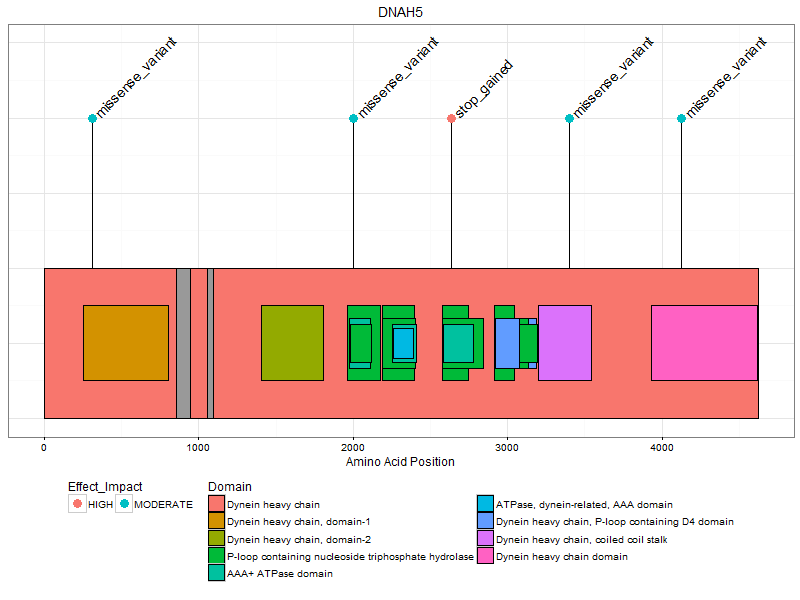 DNAH5
missense_variant
missense_variant
stop_gained
missense_variant
missense_variant
0
1000
2000
3000
4000
Amino Acid Position
Effect_Impact
HIGH
MODERATE
Domain
Dynein heavy chain
Dynein heavy chain, domain-1
Dynein heavy chain, domain-2
P-loop containing nucleoside triphosphate hydrolase
AAA+ ATPase domain
ATPase, dynein-related, AAA domain
Dynein heavy chain, P-loop containing D4 domain
Dynein heavy chain, coiled coil stalk
Dynein heavy chain domain